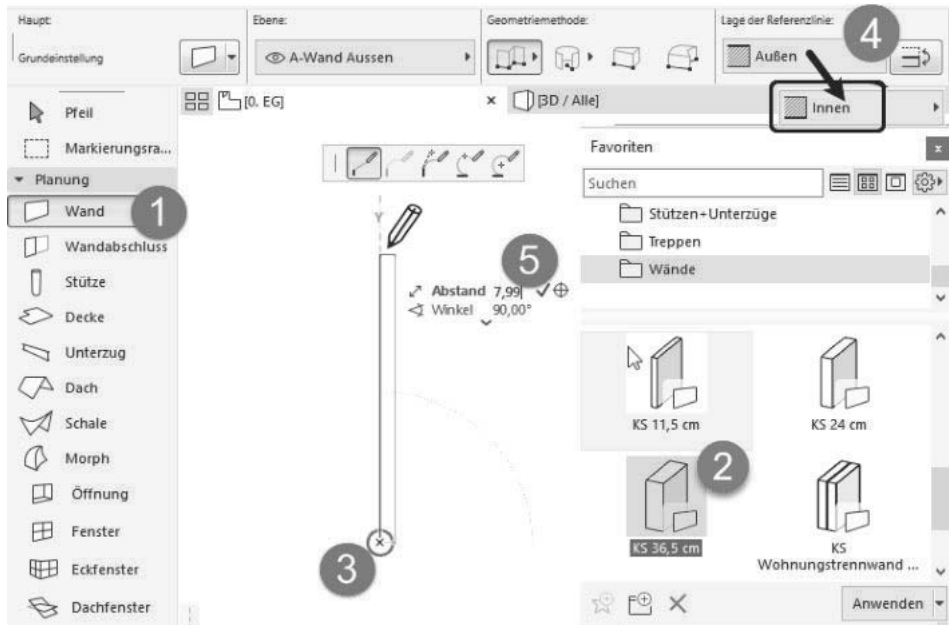 Haupt:
Ebene:
Geometriemethode:
Lage der Referenzlinie:
4
Grundeinstellung
A-Wand Aussen
Außen
Innen
Pfeil
Markierungsra...
Planung
Wand
1
Wandabschluss
Stütze
Decke
Unterzug
Dach
Schale
Morph
Öffnung
Fenster
Eckfenster
Dachfenster
[0. EG]
[3D / Alle]
Y
5
Abstand 7,99
Winkel 90,00°
3
Favoriten
Suchen
Stützen+Unterzüge
Treppen
Wände
KS 11,5 cm
KS 24 cm
2
KS 36,5 cm
KS
Wohnungstrennwand ...
Anwenden